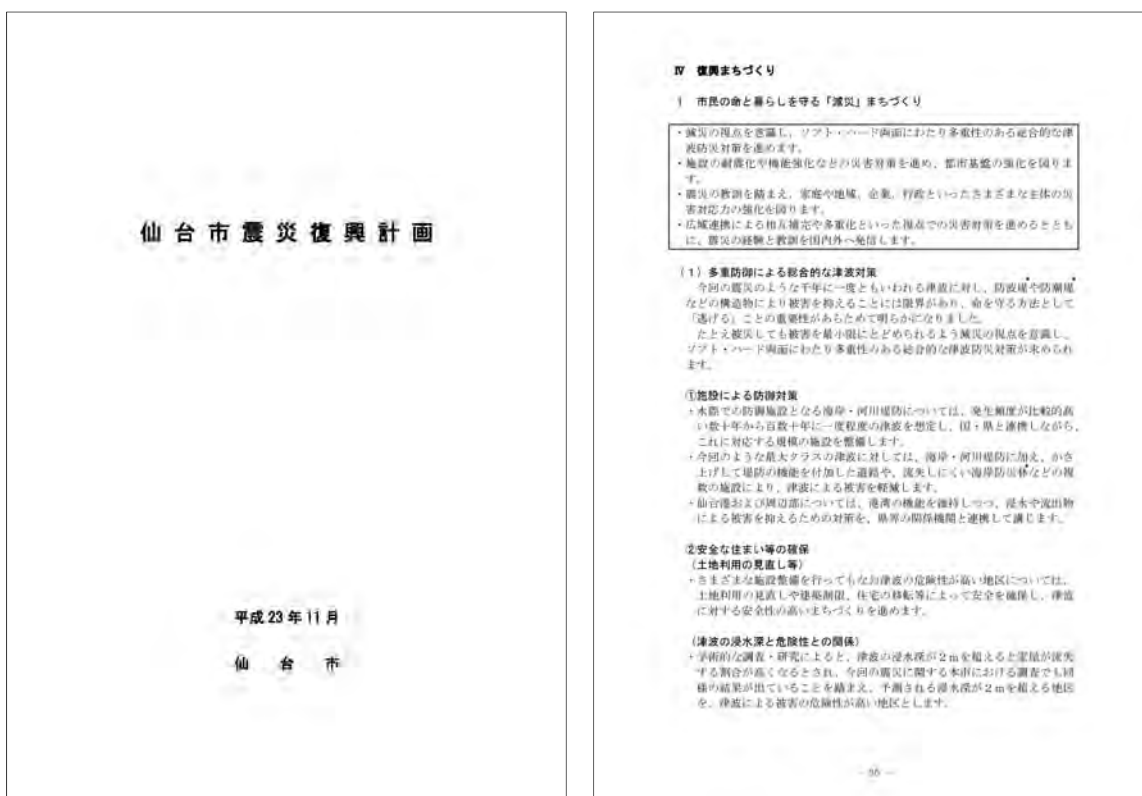 仙台市震災復興計画
平成23年11月
仙台市
Ⅳ 復興まちづくり
1 市民の命と暮らしを守る「減災」まちづくり
・減災の視点を意識し、ソフト・ハード両面にわたり多重性のある総合的な津
波防災対策を進めます。
・施設の耐震化や機能強化などの災害対策を進め、都市基盤の強化を図りま
す。
・震災の教訓を踏まえ、家庭や地域、企業、行政といったさまざまな主体の災
害対応力の強化を図ります。
・広域連携による相互補完や多重化といった視点での災害対策を進めるととも
に、震災の経験と教訓を国内外へ発信します。
(1)多重防御による総合的な津波対策
今回の震災のような千年に一度ともいわれる津波に対し、防波堤や防潮堤
などの構造物により被害を抑えることには限界があり、命を守る方法として
「逃げる」ことの重要性があらためて明らかになりました。
たとえ被災しても被害を最小限にとどめられるよう減災の視点を意識し、
ソフト・ハード両面にわたり多重性のある総合的な津波防災対策が求められ
ます。
①施設による防御対策
・水際での防御施設となる海岸・河川堤防については、発生頻度が比較的高
い数十年から百数十年に一度程度の津波を想定し、国・県と連携しながら、
これに対応する規模の施設を整備します。
・今回のような最大クラスの津波に対しては、海岸・河川堤防に加え、かさ
上げして堤防の機能を付加した道路や、流失しにくい海岸防災林などの複
数の施設により、津波による被害を軽減します。
・仙台港および周辺部については、港湾の機能を維持しつつ、浸水や流出物
による被害を抑えるための対策を、県等の関係機関と連携して講じます。
②安全な住まい等の確保
(土地利用の見直し等)
・さまざまな施設整備を行ってもなお津波の危険性が高い地区については、
土地利用の見直しや建築制限、住宅の移転等によって安全を確保し、津波
に対する安全性の高いまちづくりを進めます。
(津波の浸水深と危険性との関係)
・学術的な調査・研究によると、津波の浸水深が2mを超えると家屋が流失
する割合が高くなるとされ、今回の震災に関する本市における調査でも同
様の結果が出ていることを踏まえ、予測される浸水深が2mを超える地区
を、津波による被害の危険性が高い地区とします。